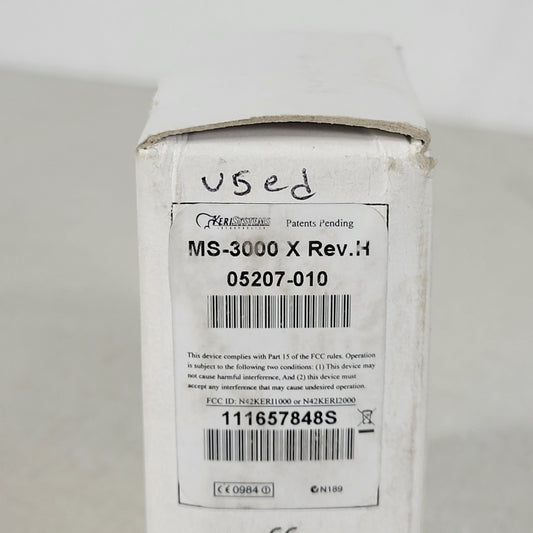 used
KERISYSTEMS Patents Pending
INCORPORATED
MS-3000 X Rev.H
05207-010
This device complies with Part 15 of the FCC rules. Operation
is subject to the following two conditions: (1) This device may
not cause harmful interference, And (2) this device must
accept any interference that may cause undesired operation.
FCC ID: N42KERI1000 or N42KERI2000
111657848S
CE 0984 N189